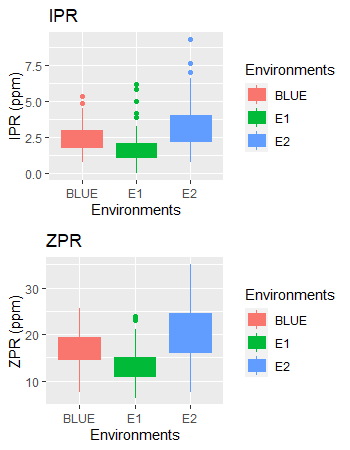 IPR
IPR (ppm)
7.5
5.0
2.5
0.0
BLUE E1 E2
Environments
Environments
BLUE
E1
E2
ZPR
ZPR (ppm)
30
20
10
BLUE E1 E2
Environments
Environments
BLUE
E1
E2